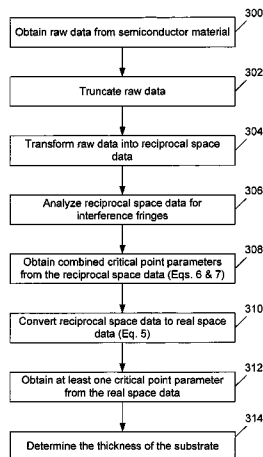 300
Obtain raw data from semiconductor material
302
Truncate raw data
304
Transform raw data into reciprocal space
data
306
Analyze reciprocal space data for
interference fringes
308
Obtain combined critical point parameters
from the reciprocal space data (Eqs. 6 & 7)
310
Convert reciprocal space data to real space
data (Eq. 5)
312
Obtain at least one critical point parameter
from the real space data
314
Determine the thickness of the substrate